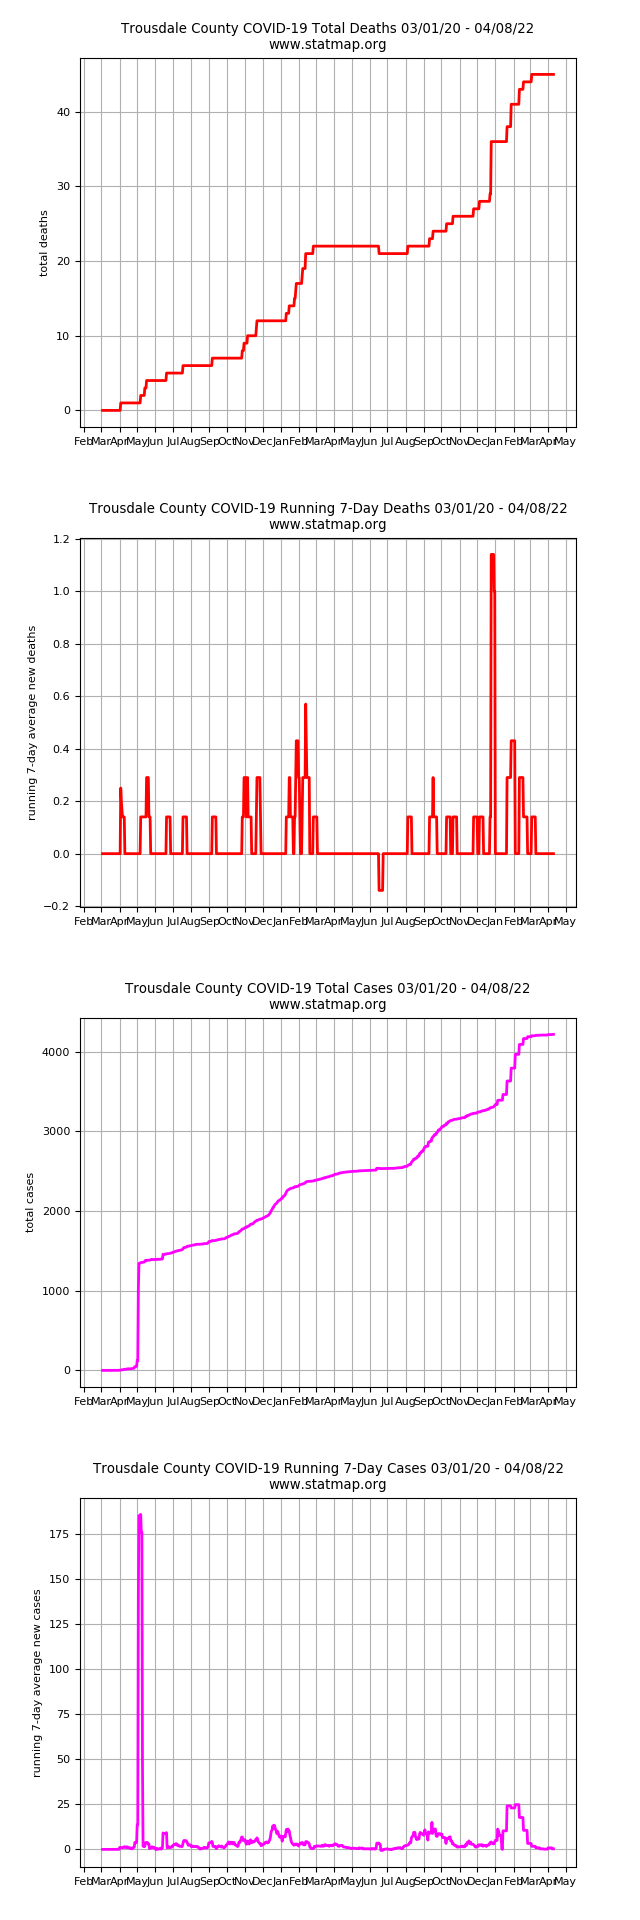 Trousdale County COVID-19 Total Deaths 03/01/20 - 04/08/22
www.statmap.org
total deaths
40
30
20
10
0
Feb Mar Apr May Jun Jul Aug Sep Oct Nov Dec Jan Feb Mar Apr May Jun Jul Aug Sep Oct Nov Dec Jan Feb Mar Apr May
Trousdale County COVID-19 Running 7-Day Deaths 03/01/20 - 04/08/22
www.statmap.org
running 7-day average new deaths
1.2
1.0
0.8
0.6
0.4
0.2
0.0
−0.2
Feb Mar Apr May Jun Jul Aug Sep Oct Nov Dec Jan Feb Mar Apr May Jun Jul Aug Sep Oct Nov Dec Jan Feb Mar Apr May
Trousdale County COVID-19 Total Cases 03/01/20 - 04/08/22
www.statmap.org
total cases
4000
3000
2000
1000
0
Feb Mar Apr May Jun Jul Aug Sep Oct Nov Dec Jan Feb Mar Apr May Jun Jul Aug Sep Oct Nov Dec Jan Feb Mar Apr May
Trousdale County COVID-19 Running 7-Day Cases 03/01/20 - 04/08/22
www.statmap.org
running 7-day average new cases
175
150
125
100
75
50
25
0
Feb Mar Apr May Jun Jul Aug Sep Oct Nov Dec Jan Feb Mar Apr May Jun Jul Aug Sep Oct Nov Dec Jan Feb Mar Apr May